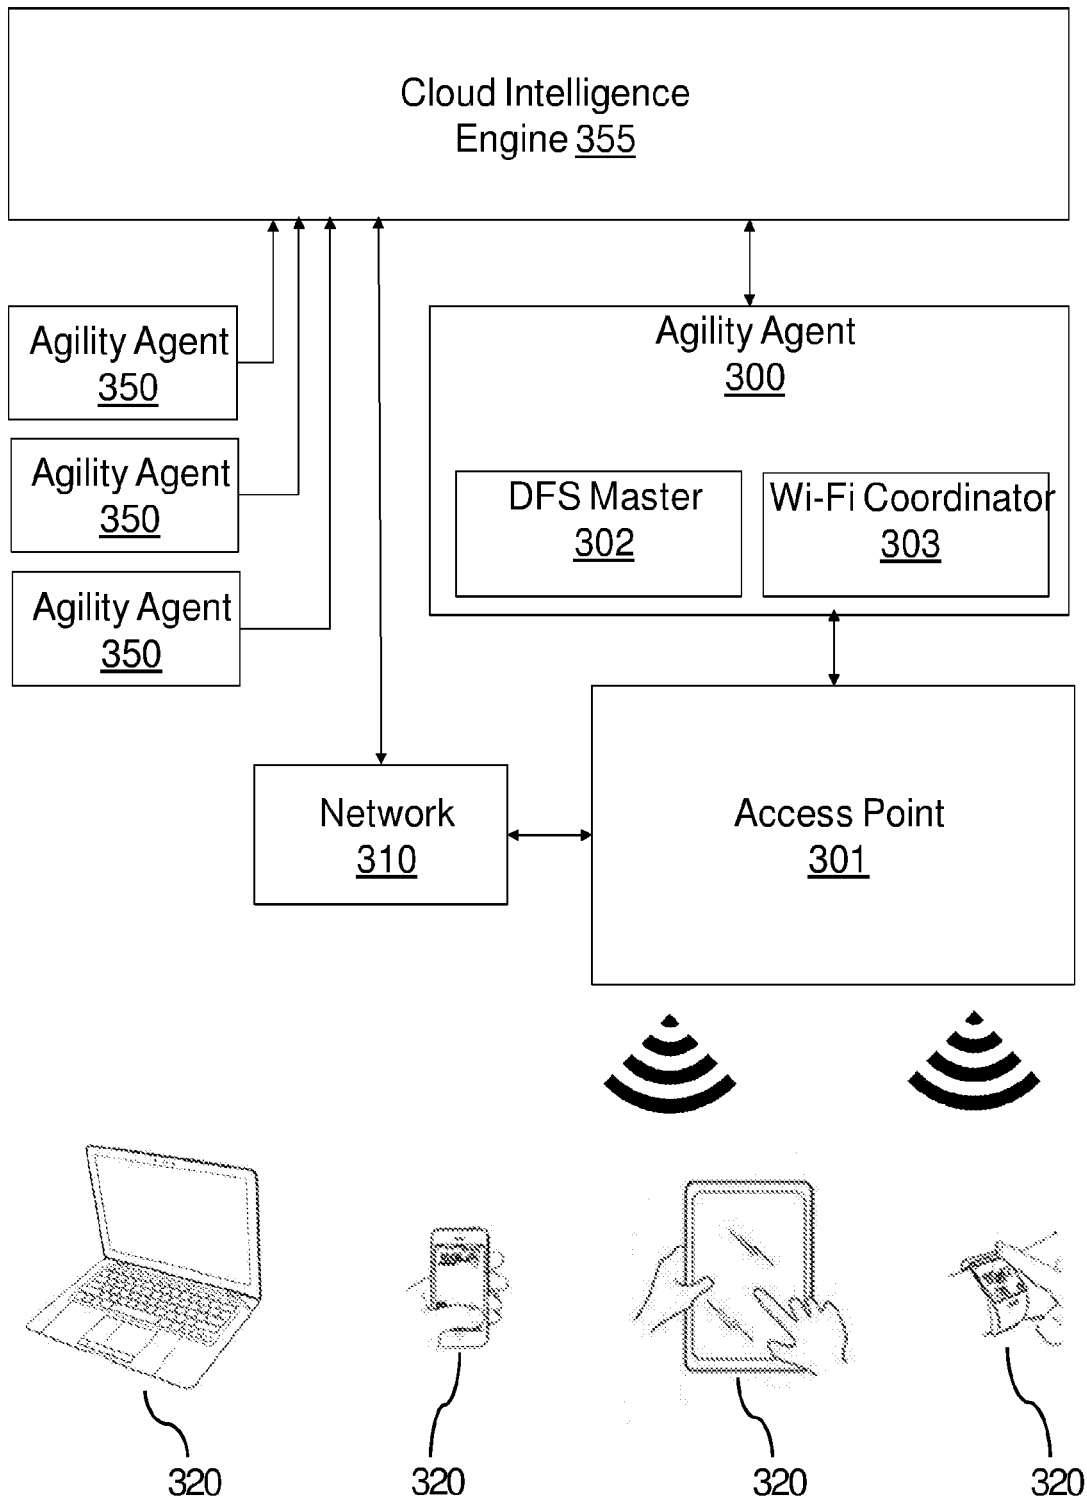 Cloud Intelligence
Engine 355
Agility Agent
350
Agility Agent
350
Agility Agent
350
Agility Agent
300
DFS Master
302
Wi-Fi Coordinator
303
Network
310
Access Point
301
320
320
320
320